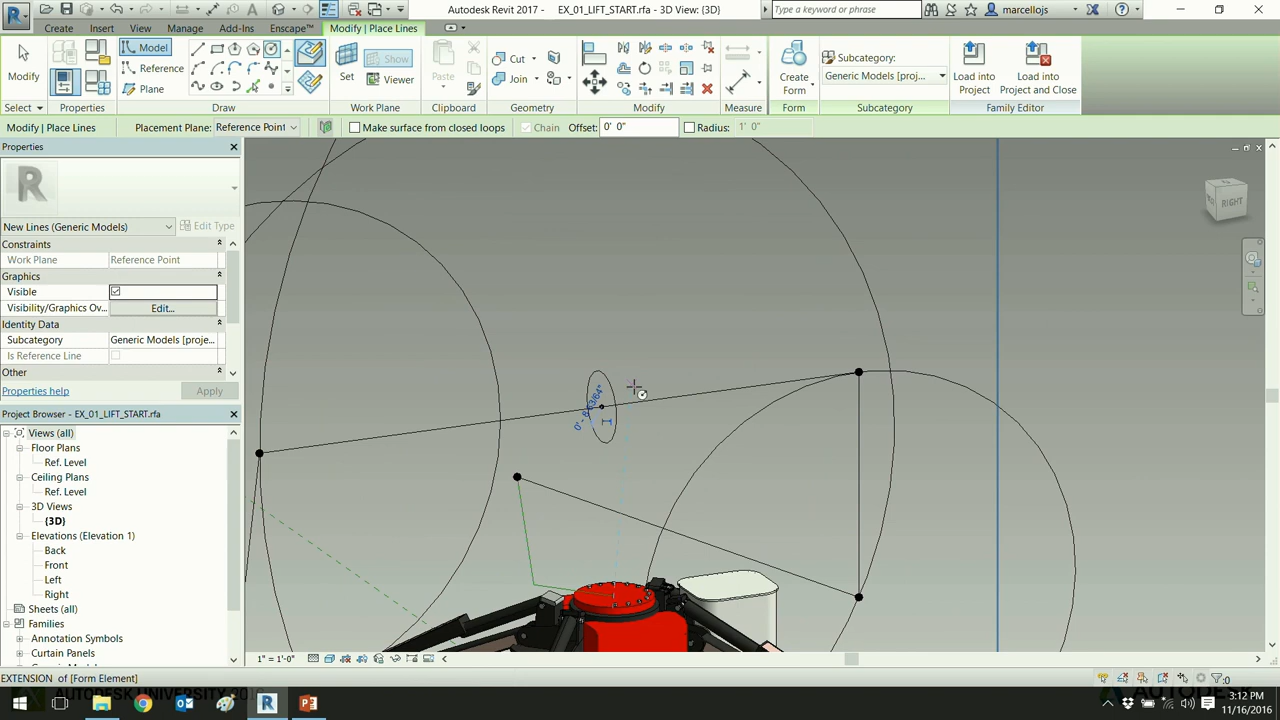 Autodesk Revit 2017 -    EX_01_LIFT_START.rfa - 3D View: {3D}
Type a keyword or phrase
marcellojs
Create
Insert
View
Manage
Add-Ins
Enscape™
Modify | Place Lines
Modify
Model
Reference
Plane
Set
Show
Viewer
Paste
Cut
Join
Create
Form
Subcategory:
Generic Models [proj...
Load into
Project
Load into
Project and Close
Select
Properties
Draw
Work Plane
Clipboard
Geometry
Modify
Measure
Form
Subcategory
Family Editor
Modify | Place Lines
Placement Plane: Reference Point
Make surface from closed loops
Chain
Offset: 0' 0"
Radius: 1' 0"
Properties
R
New Lines (Generic Models)
Edit Type
Constraints
Work Plane
Reference Point
Graphics
Visible
Visibility/Graphics Ov...
Edit...
Identity Data
Subcategory
Generic Models [proje...
Is Reference Line
Other
Properties help
Apply
Project Browser - EX_01_LIFT_START.rfa
Views (all)
Floor Plans
Ref. Level
Ceiling Plans
Ref. Level
3D Views
{3D}
Elevations (Elevation 1)
Back
Front
Left
Right
Sheets (all)
Families
Annotation Symbols
Curtain Panels
RIGHT
1" = 1'-0"
EXTENSION of [Form Element]
:0
AUTODESK UNIVERSITY
3:12 PM
11/16/2016